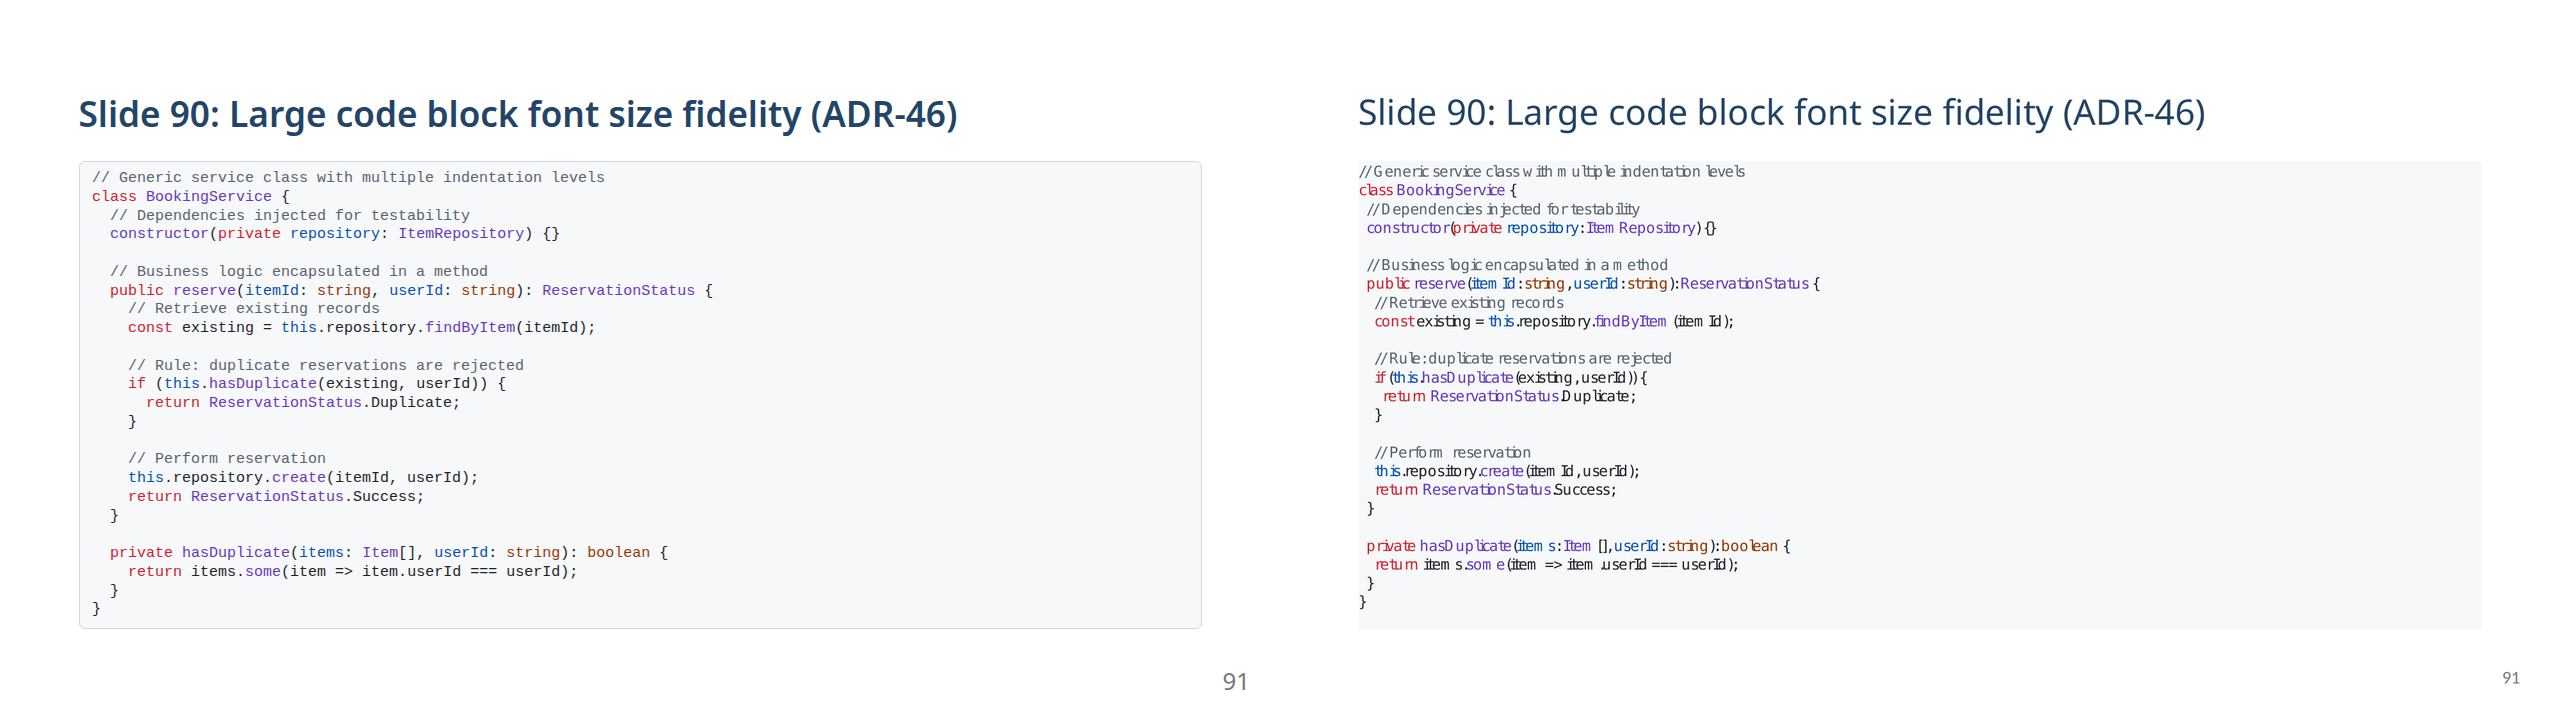 Slide 90: Large code block font size fidelity (ADR-46)
// Generic service class with multiple indentation levels
class BookingService {
  // Dependencies injected for testability
  constructor(private repository: ItemRepository) {}

  // Business logic encapsulated in a method
  public reserve(itemId: string, userId: string): ReservationStatus {
    // Retrieve existing records
    const existing = this.repository.findByItem(itemId);

    // Rule: duplicate reservations are rejected
    if (this.hasDuplicate(existing, userId)) {
      return ReservationStatus.Duplicate;
    }

    // Perform reservation
    this.repository.create(itemId, userId);
    return ReservationStatus.Success;
  }

  private hasDuplicate(items: Item[], userId: string): boolean {
    return items.some(item => item.userId === userId);
  }
}
91
Slide 90: Large code block font size fidelity (ADR-46)
// Generic service class with multiple indentation levels
class BookingService {
  // Dependencies injected for testability
  constructor(private repository: ItemRepository) {}

  // Business logic encapsulated in a method
  public reserve(itemId: string, userId: string): ReservationStatus {
    // Retrieve existing records
    const existing = this.repository.findByItem(itemId);

    // Rule: duplicate reservations are rejected
    if (this.hasDuplicate(existing, userId)) {
      return ReservationStatus.Duplicate;
    }

    // Perform reservation
    this.repository.create(itemId, userId);
    return ReservationStatus.Success;
  }

  private hasDuplicate(items: Item[], userId: string): boolean {
    return items.some(item => item.userId === userId);
  }
}
91